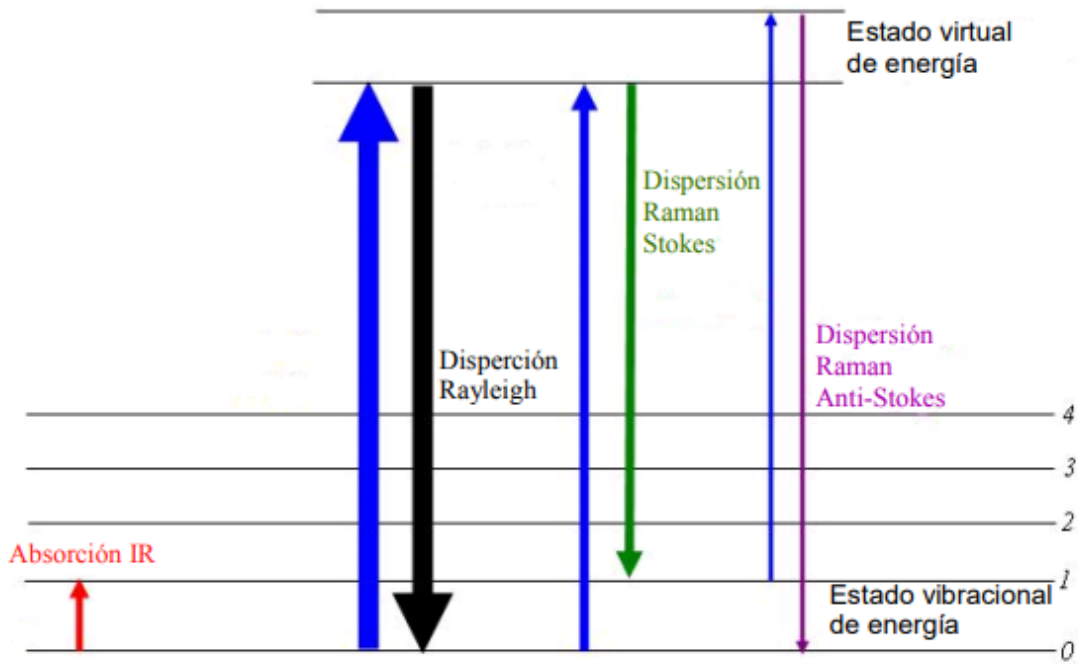 Estado virtual
de energía
Dispersión
Raman
Stokes
Disperción
Rayleigh
Dispersión
Raman
Anti-Stokes
4
3
2
Absorción IR
1
Estado vibracional
de energía
0